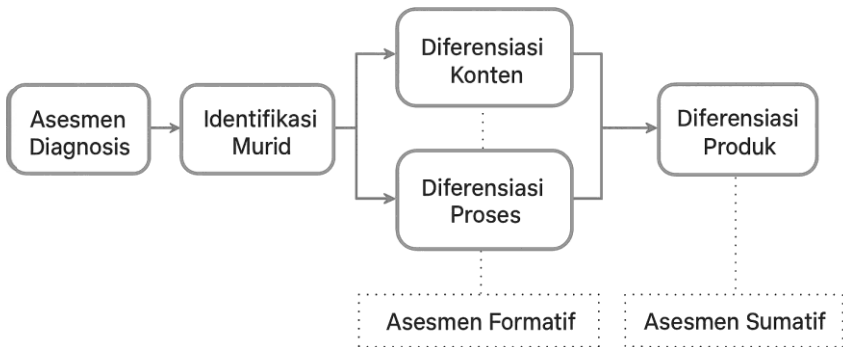 Asesmen
Diagnosis
Identifikasi
Murid
Diferensiasi
Konten
Diferensiasi
Proses
Diferensiasi
Produk
Asesmen Formatif
Asesmen Sumatif